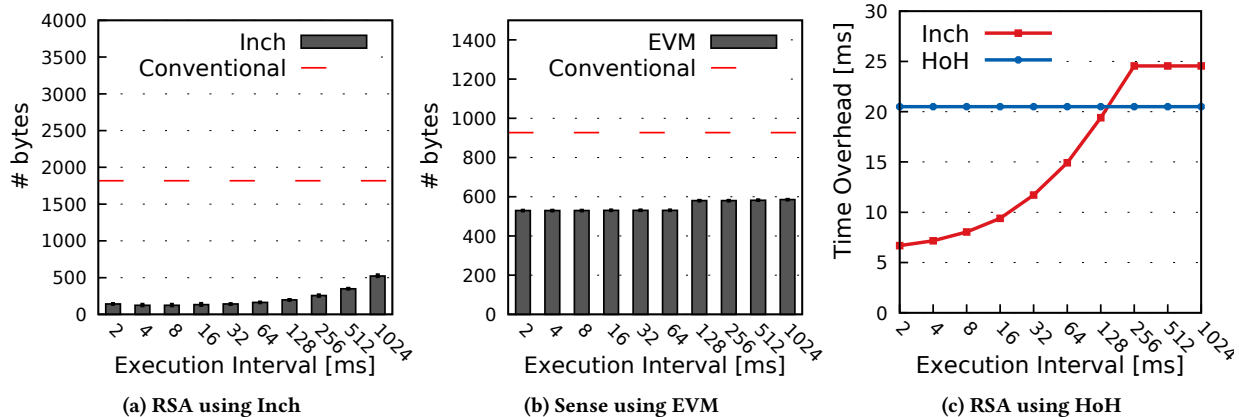 4000
3500
3000
2500
2000
1500
1000
500
0
# bytes
Inch
Conventional
2 4 8 16 32 64 128 256 512 1024
Execution Interval [ms]
(a) RSA using Inch
1400
1200
1000
800
600
400
200
0
# bytes
EVM
Conventional
2 4 8 16 32 64 128 256 512 1024
Execution Interval [ms]
(b) Sense using EVM
30
25
20
15
10
5
0
Time Overhead [ms]
Inch
HoH
2 4 8 16 32 64 128 256 512 1024
Execution Interval [ms]
(c) RSA using HoH